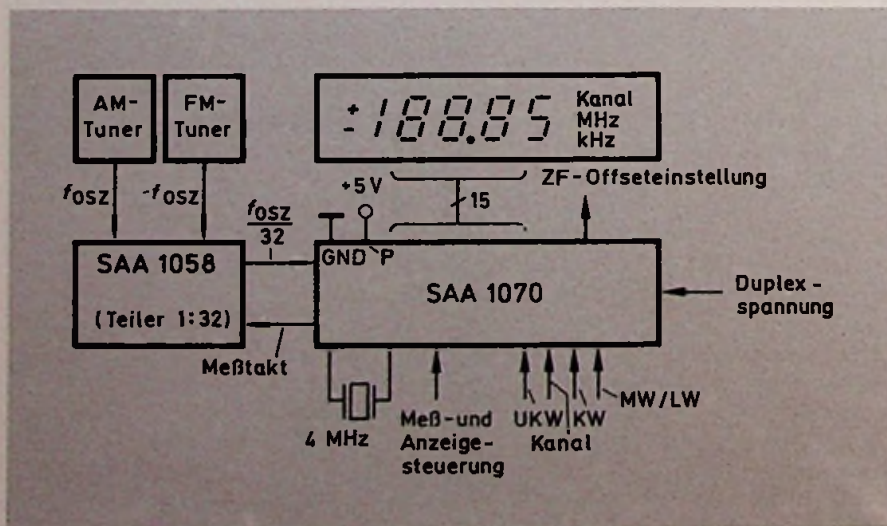 AM-
Tuner
FM-
Tuner
+
-188.85
Kanal
MHz
kHz
fosz
fosz
fosz
32
+5 V
15
ZF-Offseteinstellung
GND P
SAA 1058
(Teiler 1:32)
SAA 1070
Duplex-
spannung
Meßtakt
4 MHz
Meß-und
Anzeige-
steuerung
UKW
KW
Kanal
MW/LW